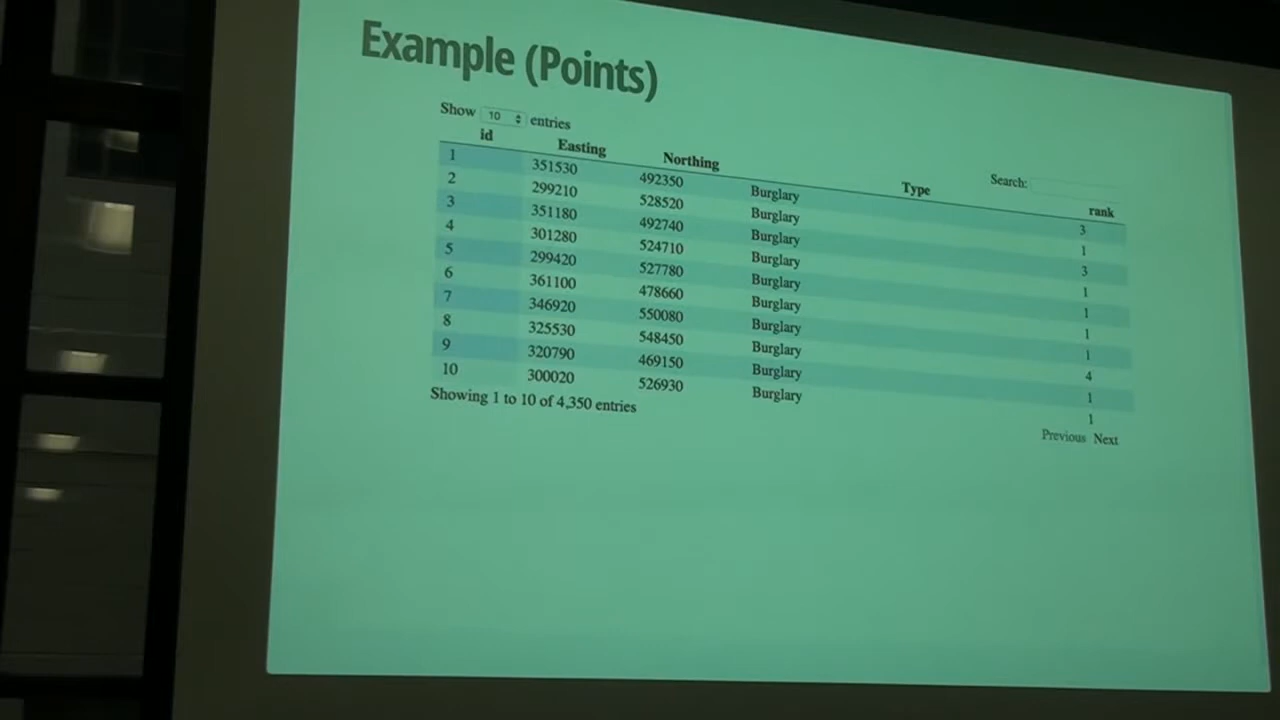 Example (Points)
Show 10 entries
Search:
id Easting Northing Type rank
1 351530 492350 Burglary 3
2 299210 528520 Burglary 1
3 351180 492740 Burglary 3
4 301280 524710 Burglary 1
5 299420 527780 Burglary 1
6 361100 478660 Burglary 1
7 346920 550080 Burglary 1
8 325530 548450 Burglary 4
9 320790 469150 Burglary 1
10 300020 526930 Burglary 1
Showing 1 to 10 of 4,350 entries
Previous Next